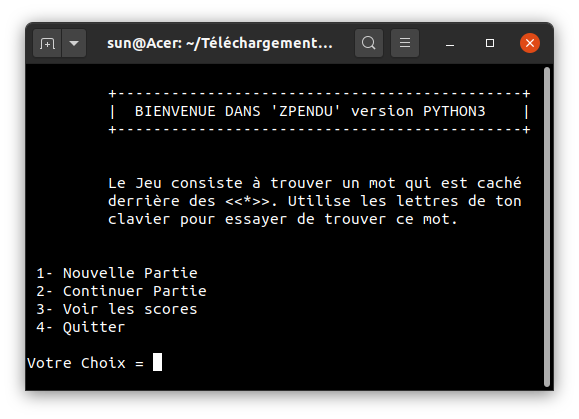 sun@Acer: ~/Téléchargement...
+---------------------------------------------+
| BIENVENUE DANS 'ZPENDU' version PYTHON3 |
+---------------------------------------------+
Le Jeu consiste à trouver un mot qui est caché
derrière des <<*>>. Utilise les lettres de ton
clavier pour essayer de trouver ce mot.
1- Nouvelle Partie
2- Continuer Partie
3- Voir les scores
4- Quitter
Votre Choix =